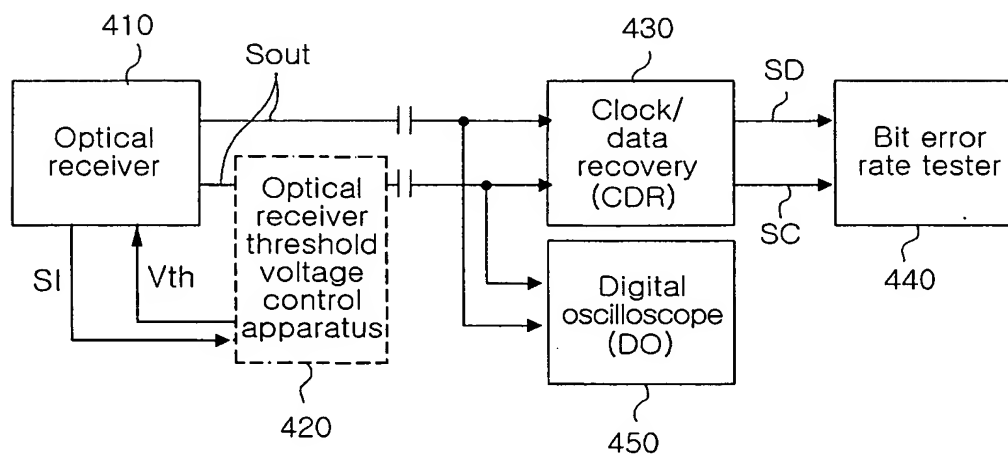 410
Sout
430
Optical
receiver
Clock/
data
recovery
(CDR)
SD
Bit error
rate tester
SC
440
Optical
receiver
threshold
voltage
control
apparatus
SI
Vth
Digital
oscilloscope
(DO)
420
450